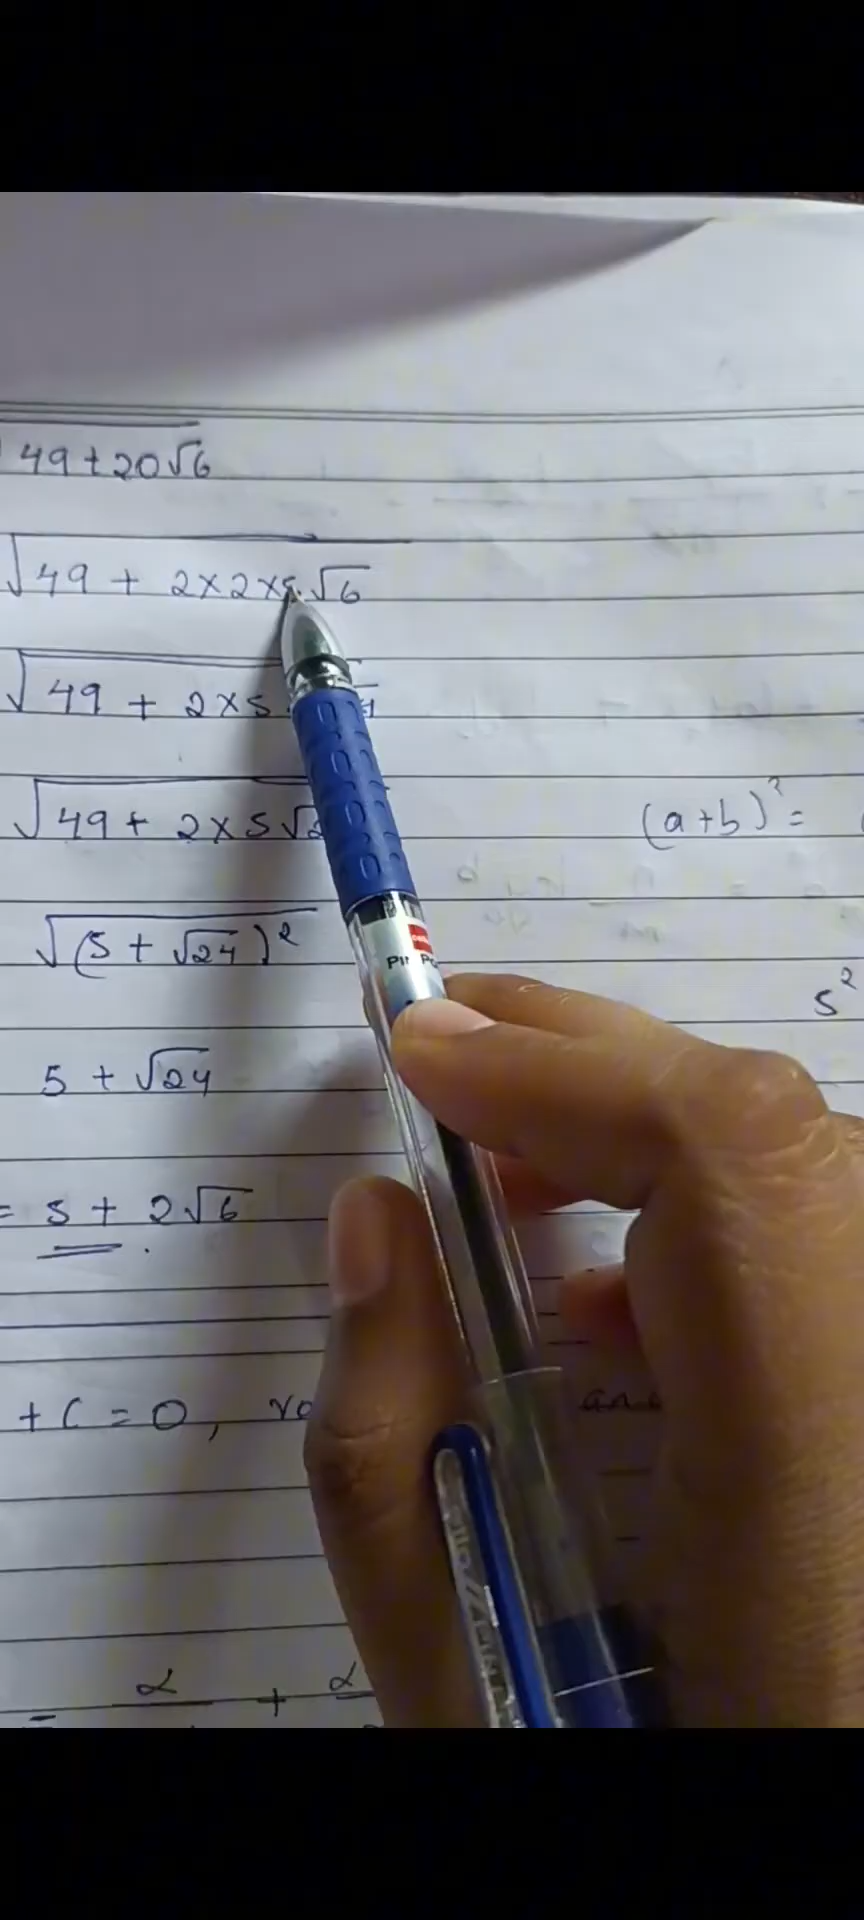 49 + 20√6
√49 + 2×2×5.√6
√49 + 2×5
√49 + 2×5√2
(a+b)² =
√(5 + √24)²
5²
5 + √24
= 5 + 2√6
+ C = 0,
α + α